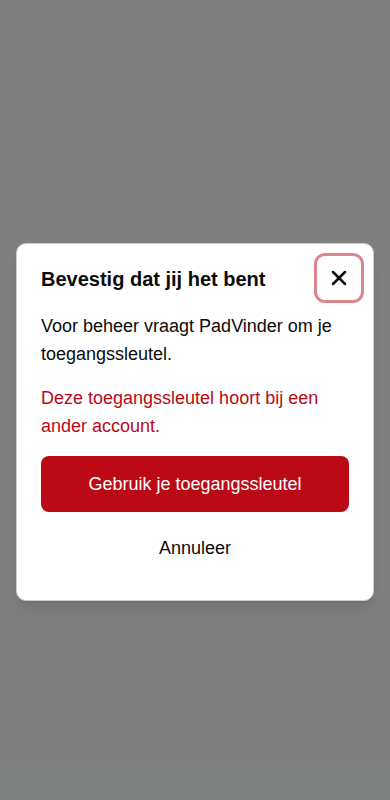 Bevestig dat jij het bent
Voor beheer vraagt PadVinder om je
toegangssleutel.
Deze toegangssleutel hoort bij een
ander account.
Gebruik je toegangssleutel
Annuleer